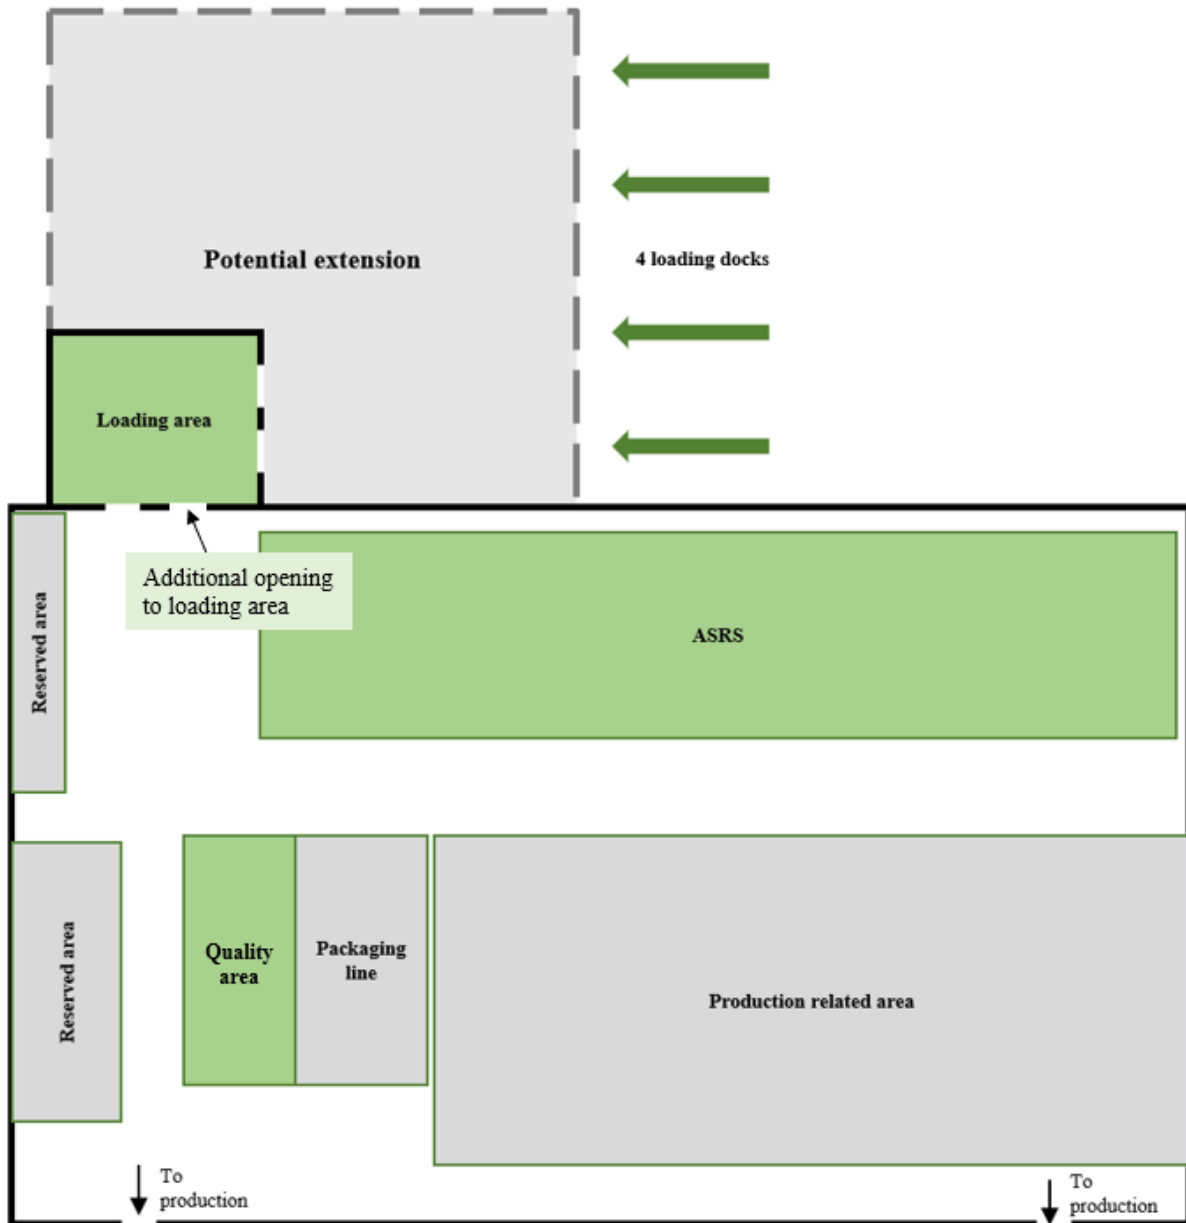 Potential extension
4 loading docks
Loading area
Additional opening
to loading area
Reserved area
ASRS
Reserved area
Quality
area
Packaging
line
Production related area
To
production
To
production